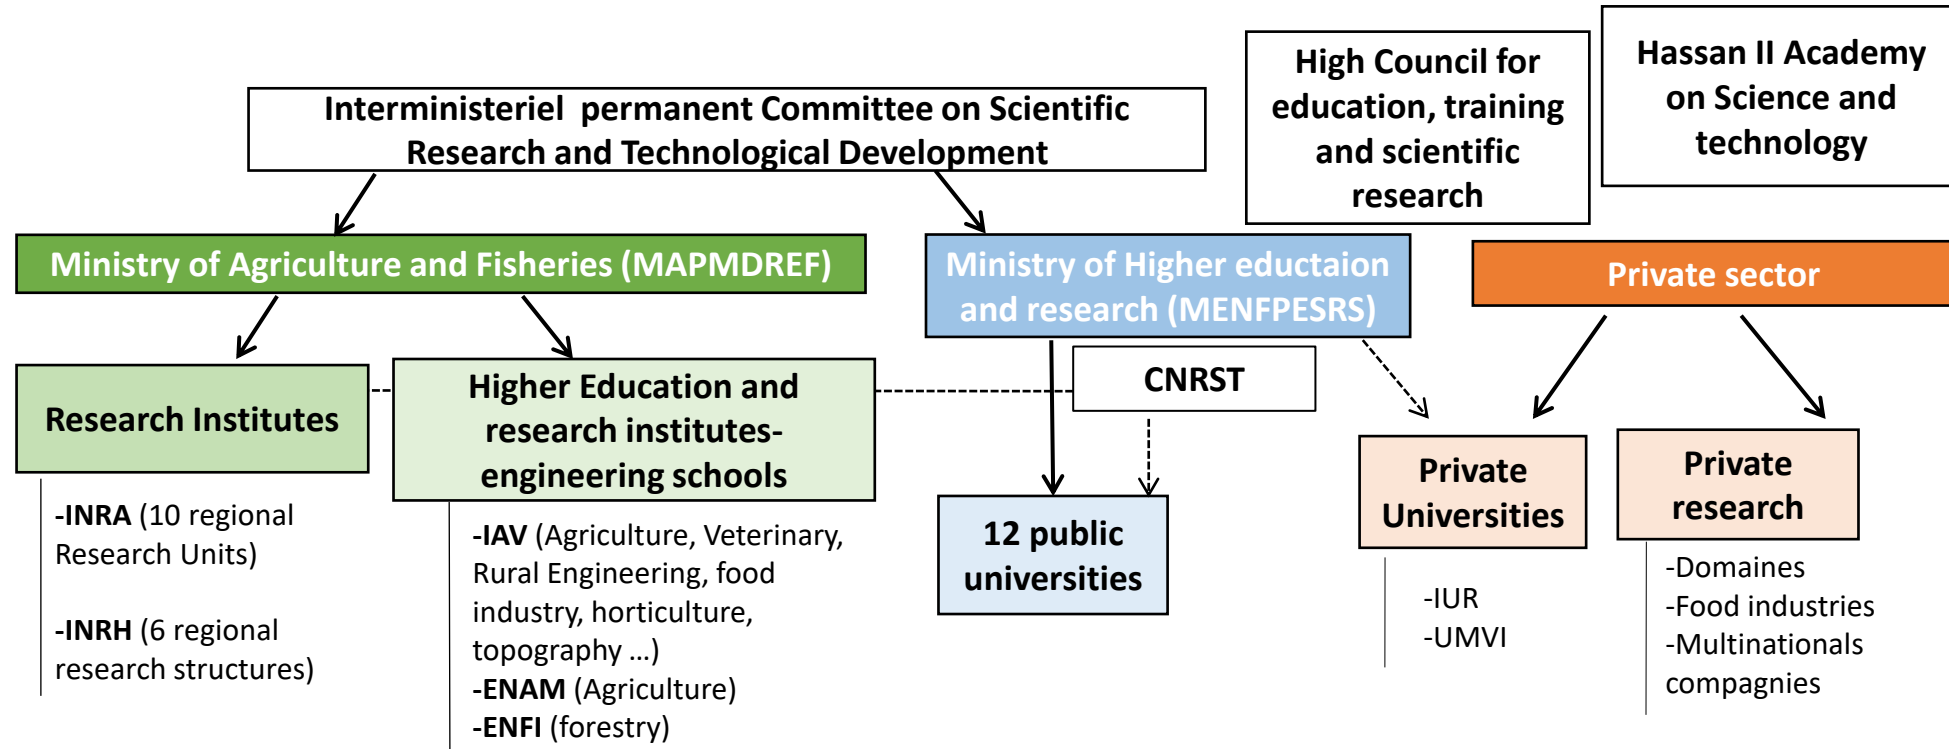 Interministeriel permanent Committee on Scientific
Research and Technological Development
High Council for
education, training
and scientific
research
Hassan II Academy
on Science and
technology
Ministry of Agriculture and Fisheries (MAPMDREF)
Ministry of Higher eductaion
and research (MENFPESRS)
Private sector
Research Institutes
Higher Education and
research institutes-
engineering schools
CNRST
12 public
universities
Private
Universities
Private
research
-INRA (10 regional
Research Units)
-INRH (6 regional
research structures)
-IAV (Agriculture, Veterinary,
Rural Engineering, food
industry, horticulture,
topography ...)
-ENAM (Agriculture)
-ENFI (forestry)
-IUR
-UMVI
-Domaines
-Food industries
-Multinationals
compagnies